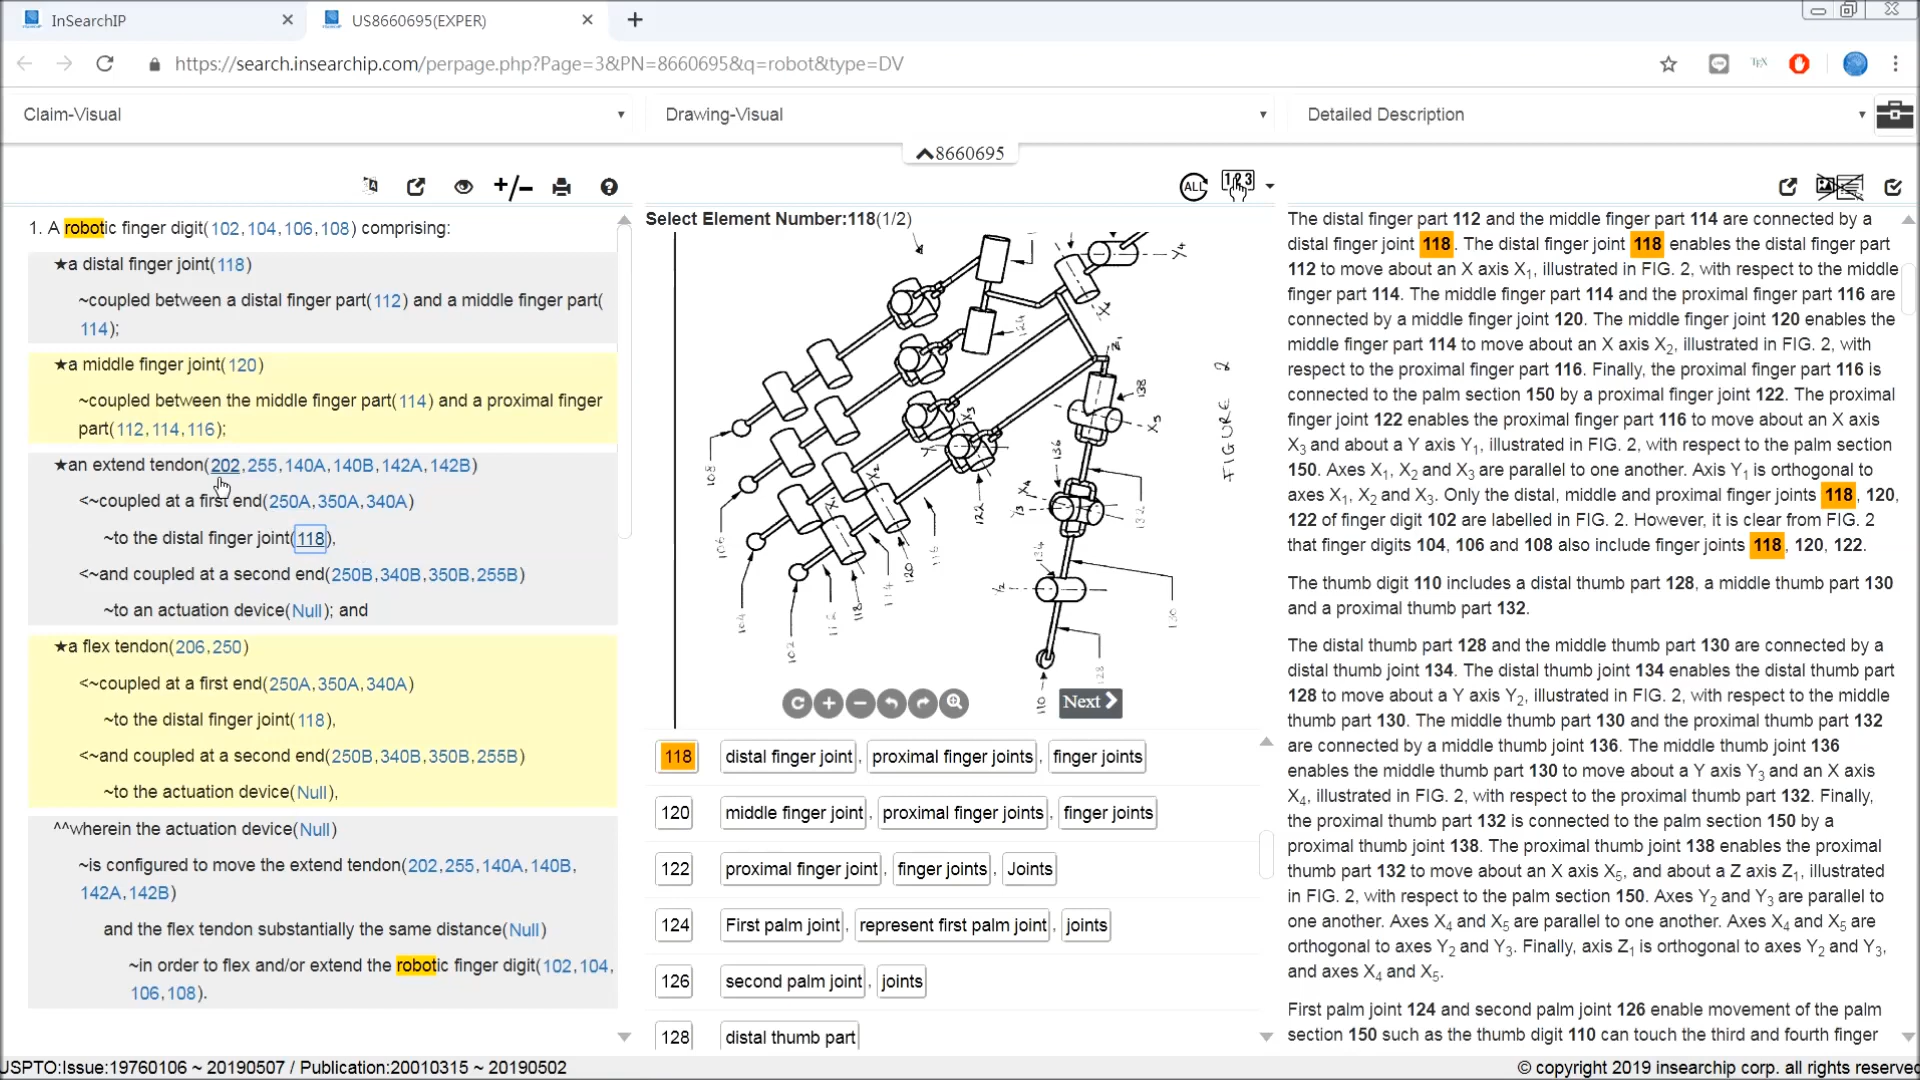 InSearchIP
US8660695(EXPER)
https://search.insearchip.com/perpage.php?Page=3&PN=8660695&q=robot&type=DV
Claim-Visual
Drawing-Visual
Detailed Description
8660695
+/-
ALL
123
1. A robotic finger digit(102,104,106,108) comprising:
★a distal finger joint(118)
~coupled between a distal finger part(112) and a middle finger part(
114);
★a middle finger joint(120)
~coupled between the middle finger part(114) and a proximal finger
part(112,114,116);
★an extend tendon(202,255,140A,140B,142A,142B)
<~coupled at a first end(250A,350A,340A)
~to the distal finger joint(118),
<~and coupled at a second end(250B,340B,350B,255B)
~to an actuation device(Null); and
★a flex tendon(206,250)
<~coupled at a first end(250A,350A,340A)
~to the distal finger joint(118),
<~and coupled at a second end(250B,340B,350B,255B)
~to the actuation device(Null),
^^wherein the actuation device(Null)
~is configured to move the extend tendon(202,255,140A,140B,
142A,142B)
and the flex tendon substantially the same distance(Null)
~in order to flex and/or extend the robotic finger digit(102,104,
106,108).
Select Element Number:118(1/2)
FIGURE 2
108
106
104
102
112
118
114
120
116
122
124
X1
X2
X3
X4
Z1
138
X5
136
Y3 X4
132
134
Y2
130
128
110
Next
118 distal finger joint, proximal finger joints, finger joints
120 middle finger joint, proximal finger joints, finger joints
122 proximal finger joint, finger joints, Joints
124 First palm joint, represent first palm joint, joints
126 second palm joint, joints
128 distal thumb part
The distal finger part 112 and the middle finger part 114 are connected by a
distal finger joint 118. The distal finger joint 118 enables the distal finger part
112 to move about an X axis X1, illustrated in FIG. 2, with respect to the middle
finger part 114. The middle finger part 114 and the proximal finger part 116 are
connected by a middle finger joint 120. The middle finger joint 120 enables the
middle finger part 114 to move about an X axis X2, illustrated in FIG. 2, with
respect to the proximal finger part 116. Finally, the proximal finger part 116 is
connected to the palm section 150 by a proximal finger joint 122. The proximal
finger joint 122 enables the proximal finger part 116 to move about an X axis
X3 and about a Y axis Y1, illustrated in FIG. 2, with respect to the palm section
150. Axes X1, X2 and X3 are parallel to one another. Axis Y1 is orthogonal to
axes X1, X2 and X3. Only the distal, middle and proximal finger joints 118, 120,
122 of finger digit 102 are labelled in FIG. 2. However, it is clear from FIG. 2
that finger digits 104, 106 and 108 also include finger joints 118, 120, 122.
The thumb digit 110 includes a distal thumb part 128, a middle thumb part 130
and a proximal thumb part 132.
The distal thumb part 128 and the middle thumb part 130 are connected by a
distal thumb joint 134. The distal thumb joint 134 enables the distal thumb part
128 to move about a Y axis Y2, illustrated in FIG. 2, with respect to the middle
thumb part 130. The middle thumb part 130 and the proximal thumb part 132
are connected by a middle thumb joint 136. The middle thumb joint 136
enables the middle thumb part 130 to move about a Y axis Y3 and an X axis
X4, illustrated in FIG. 2, with respect to the proximal thumb part 132. Finally,
the proximal thumb part 132 is connected to the palm section 150 by a
proximal thumb joint 138. The proximal thumb joint 138 enables the proximal
thumb part 132 to move about an X axis X5, and about a Z axis Z1, illustrated
in FIG. 2, with respect to the palm section 150. Axes Y2 and Y3 are parallel to
one another. Axes X4 and X5 are parallel to one another. Axes X4 and X5 are
orthogonal to axes Y2 and Y3. Finally, axis Z1 is orthogonal to axes Y2 and Y3,
and axes X4 and X5.
First palm joint 124 and second palm joint 126 enable movement of the palm
section 150 such as the thumb digit 110 can touch the third and fourth finger
USPTO:Issue:19760106 ~ 20190507 / Publication:20010315 ~ 20190502
© copyright 2019 insearchip corp. all rights reserved